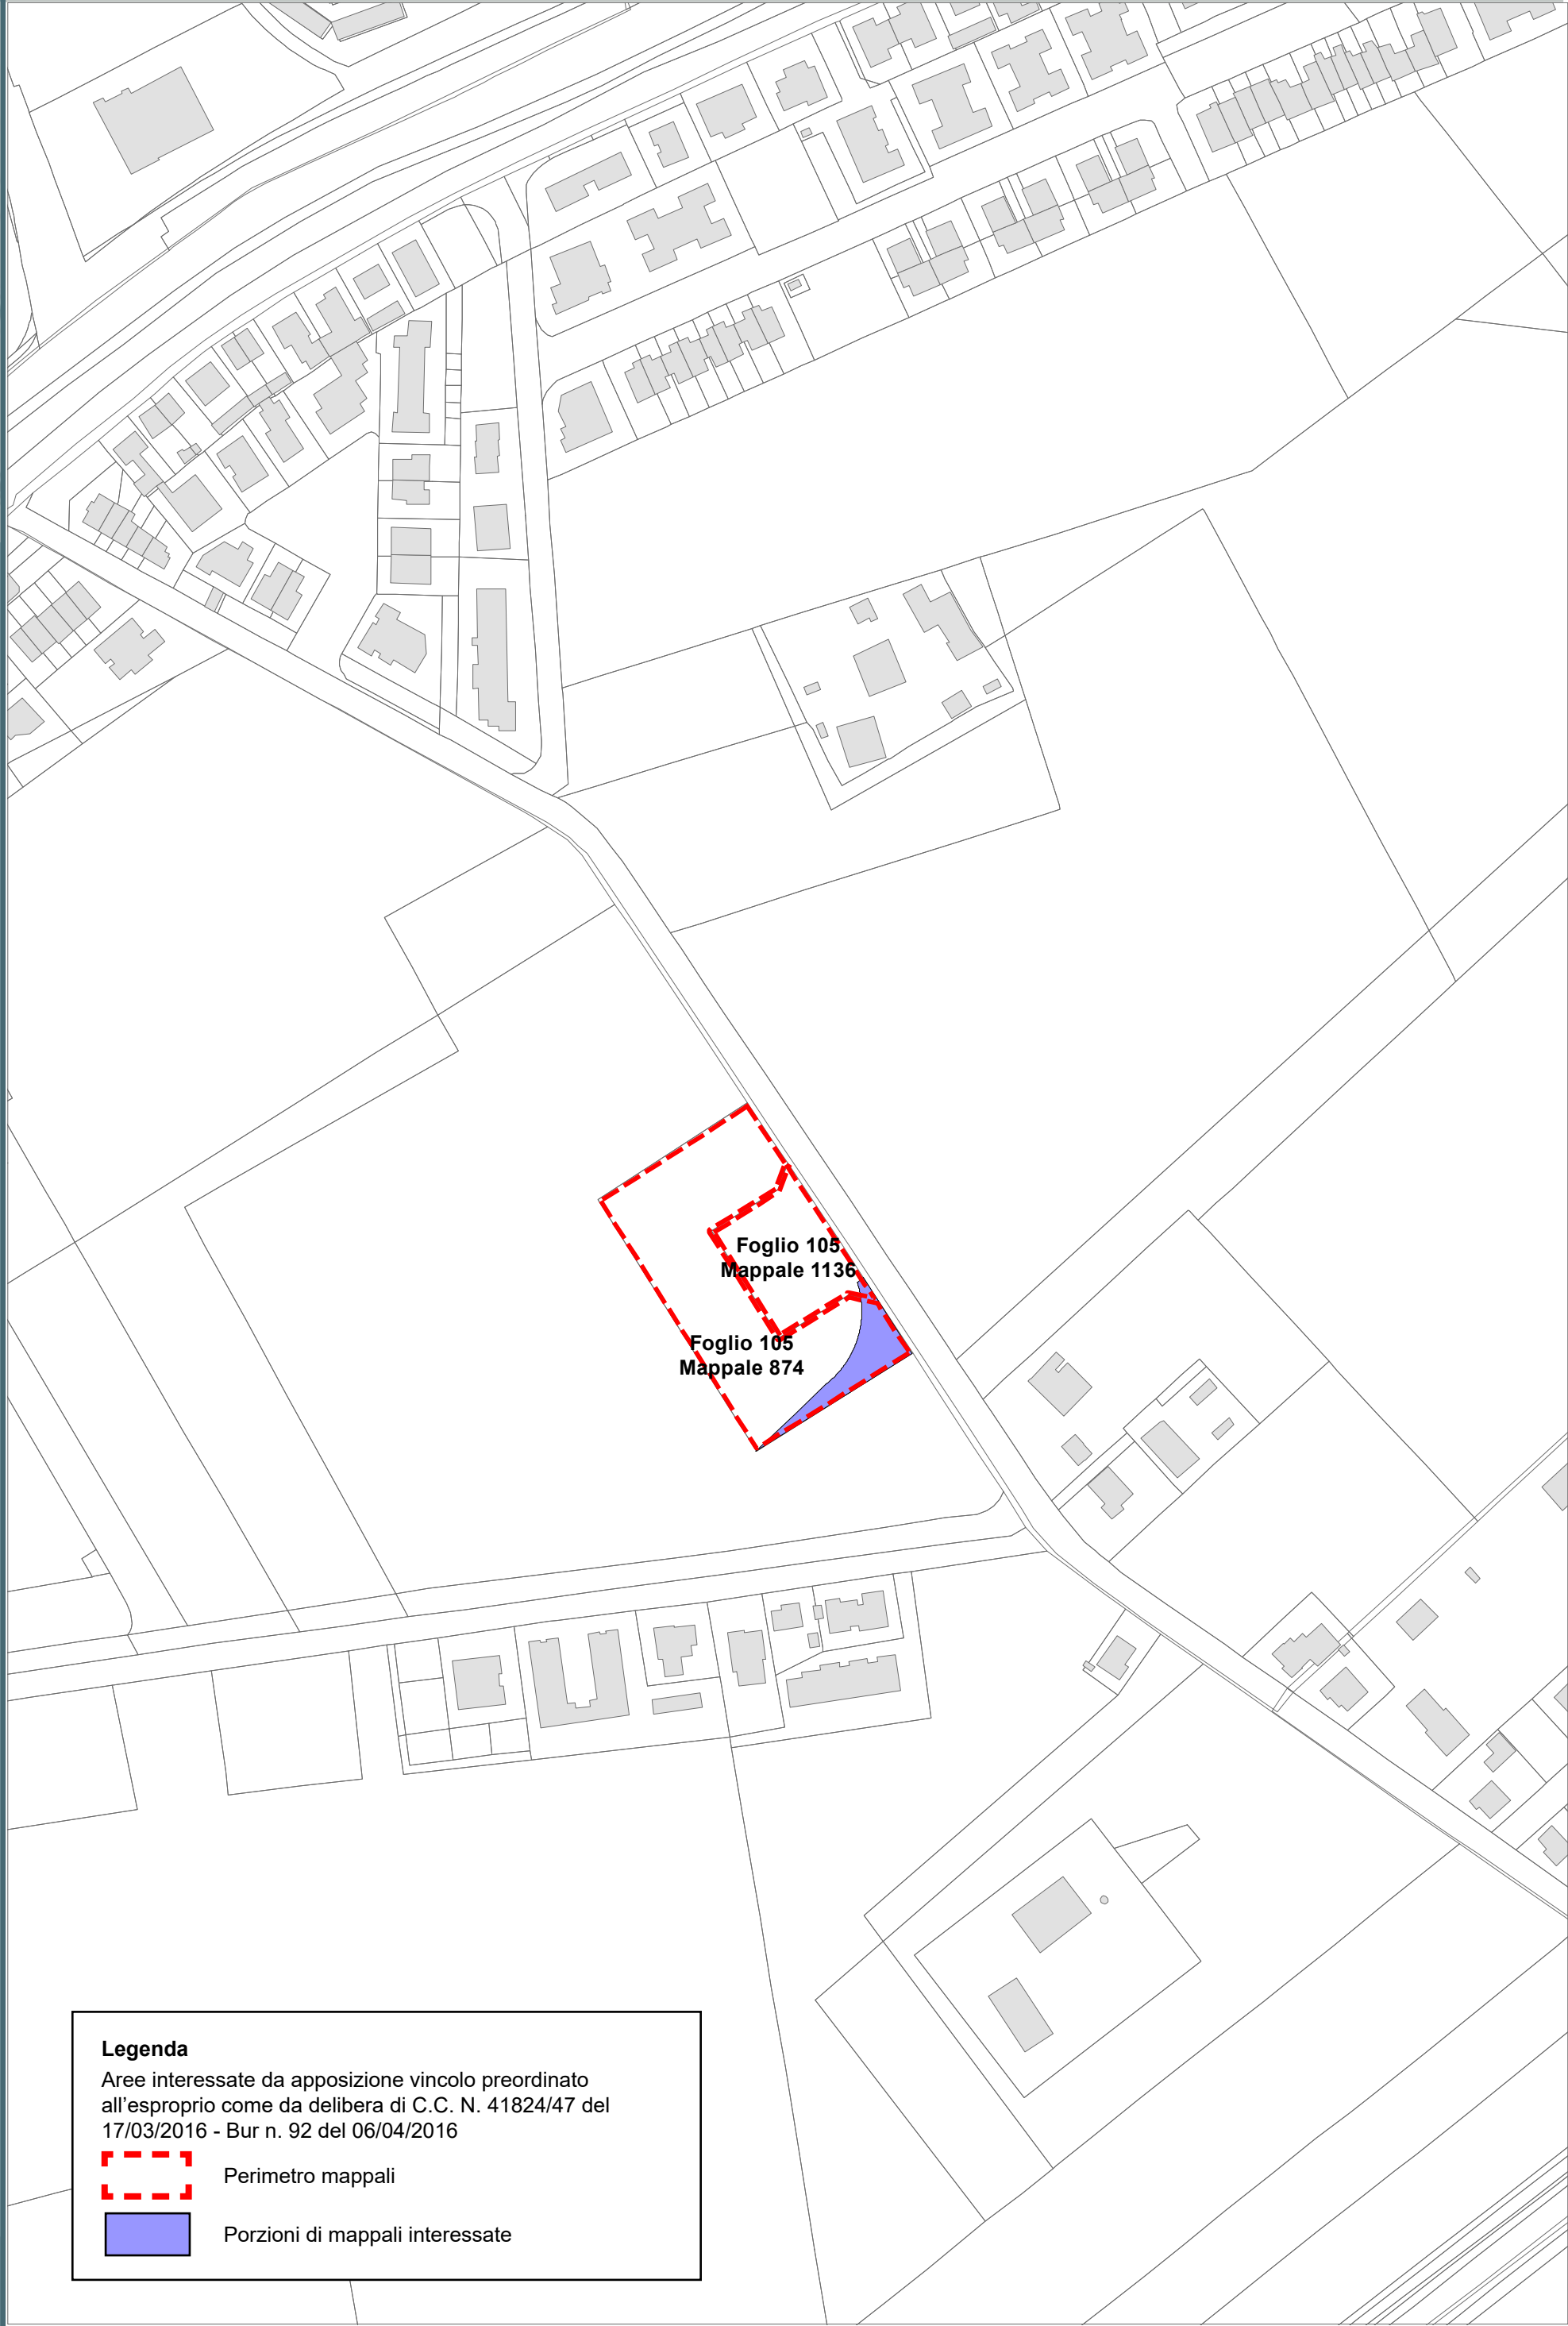 Foglio 105
Mappale 1136
Foglio 105
Mappale 874
Legenda
Aree interessate da apposizione vincolo preordinato
all'esproprio come da delibera di C.C. N. 41824/47 del
17/03/2016 - Bur n. 92 del 06/04/2016
Perimetro mappali
Porzioni di mappali interessate